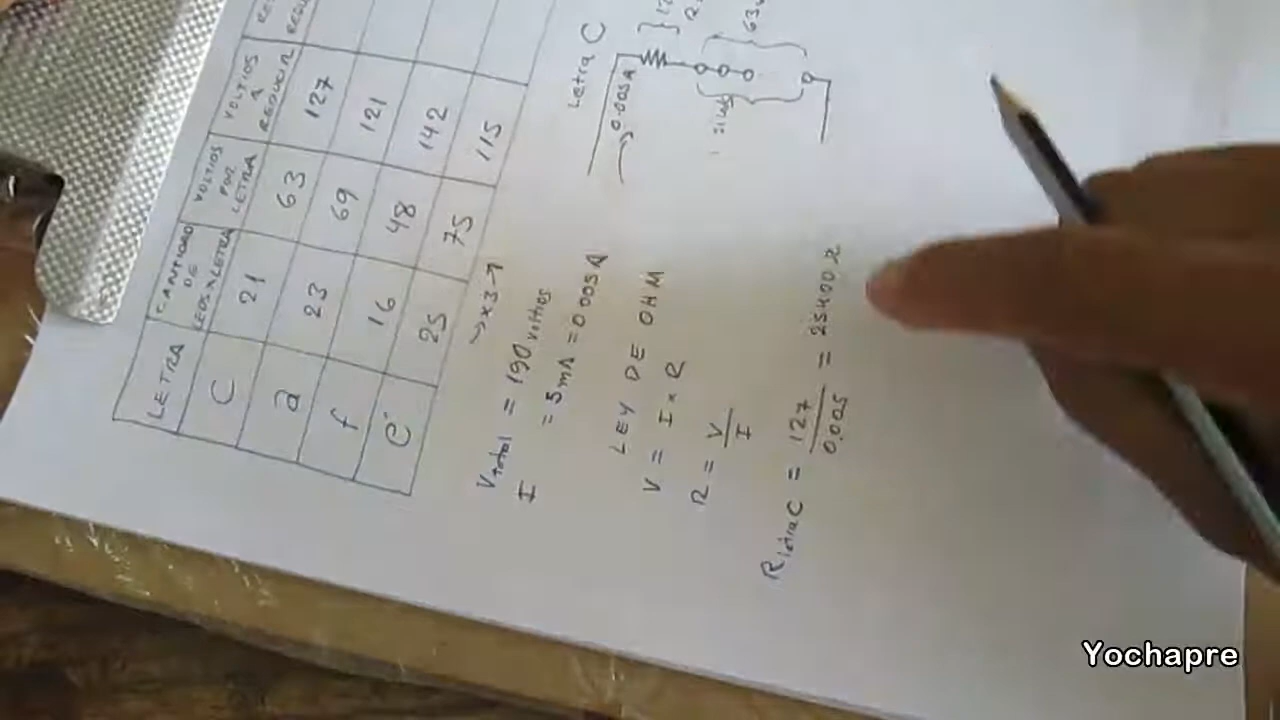 LETRA CANTIDAD DE LEDS X LETRA VOLTIOS POR LETRA VOLTIOS A REDUCIR
C 21 63 127
a 23 69 121
f 16 48 142
e' 25 75 115
→ x3 →
Vtotal = 190 voltios
I = 5mA = 0.005A
LEY DE OHM
V = I x R
R = V/I
R letra C = 127/0.005 = 25400 Ω
Letra C
→ 0.005A
Yochapre